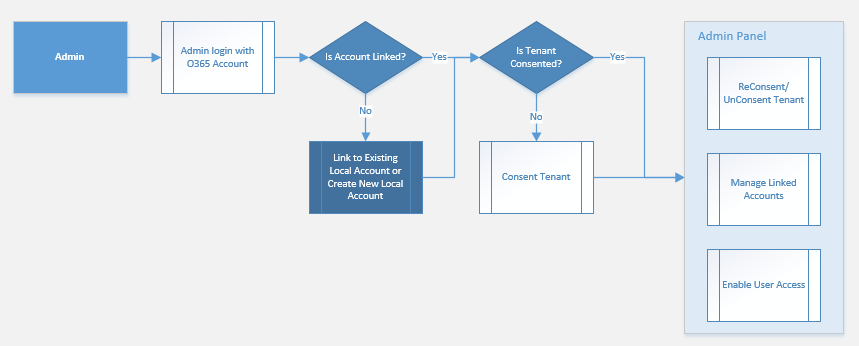 Admin
Admin login with
O365 Account
Is Account Linked?
Yes
No
Link to Existing
Local Account or
Create New Local
Account
Is Tenant
Consented?
Yes
No
Consent Tenant
Admin Panel
ReConsent/
UnConsent Tenant
Manage Linked
Accounts
Enable User Access